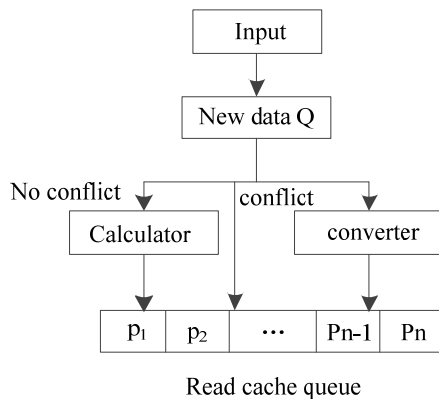 Input
New data Q
No conflict
conflict
Calculator
converter
p1 p2 ... Pn-1 Pn
Read cache queue